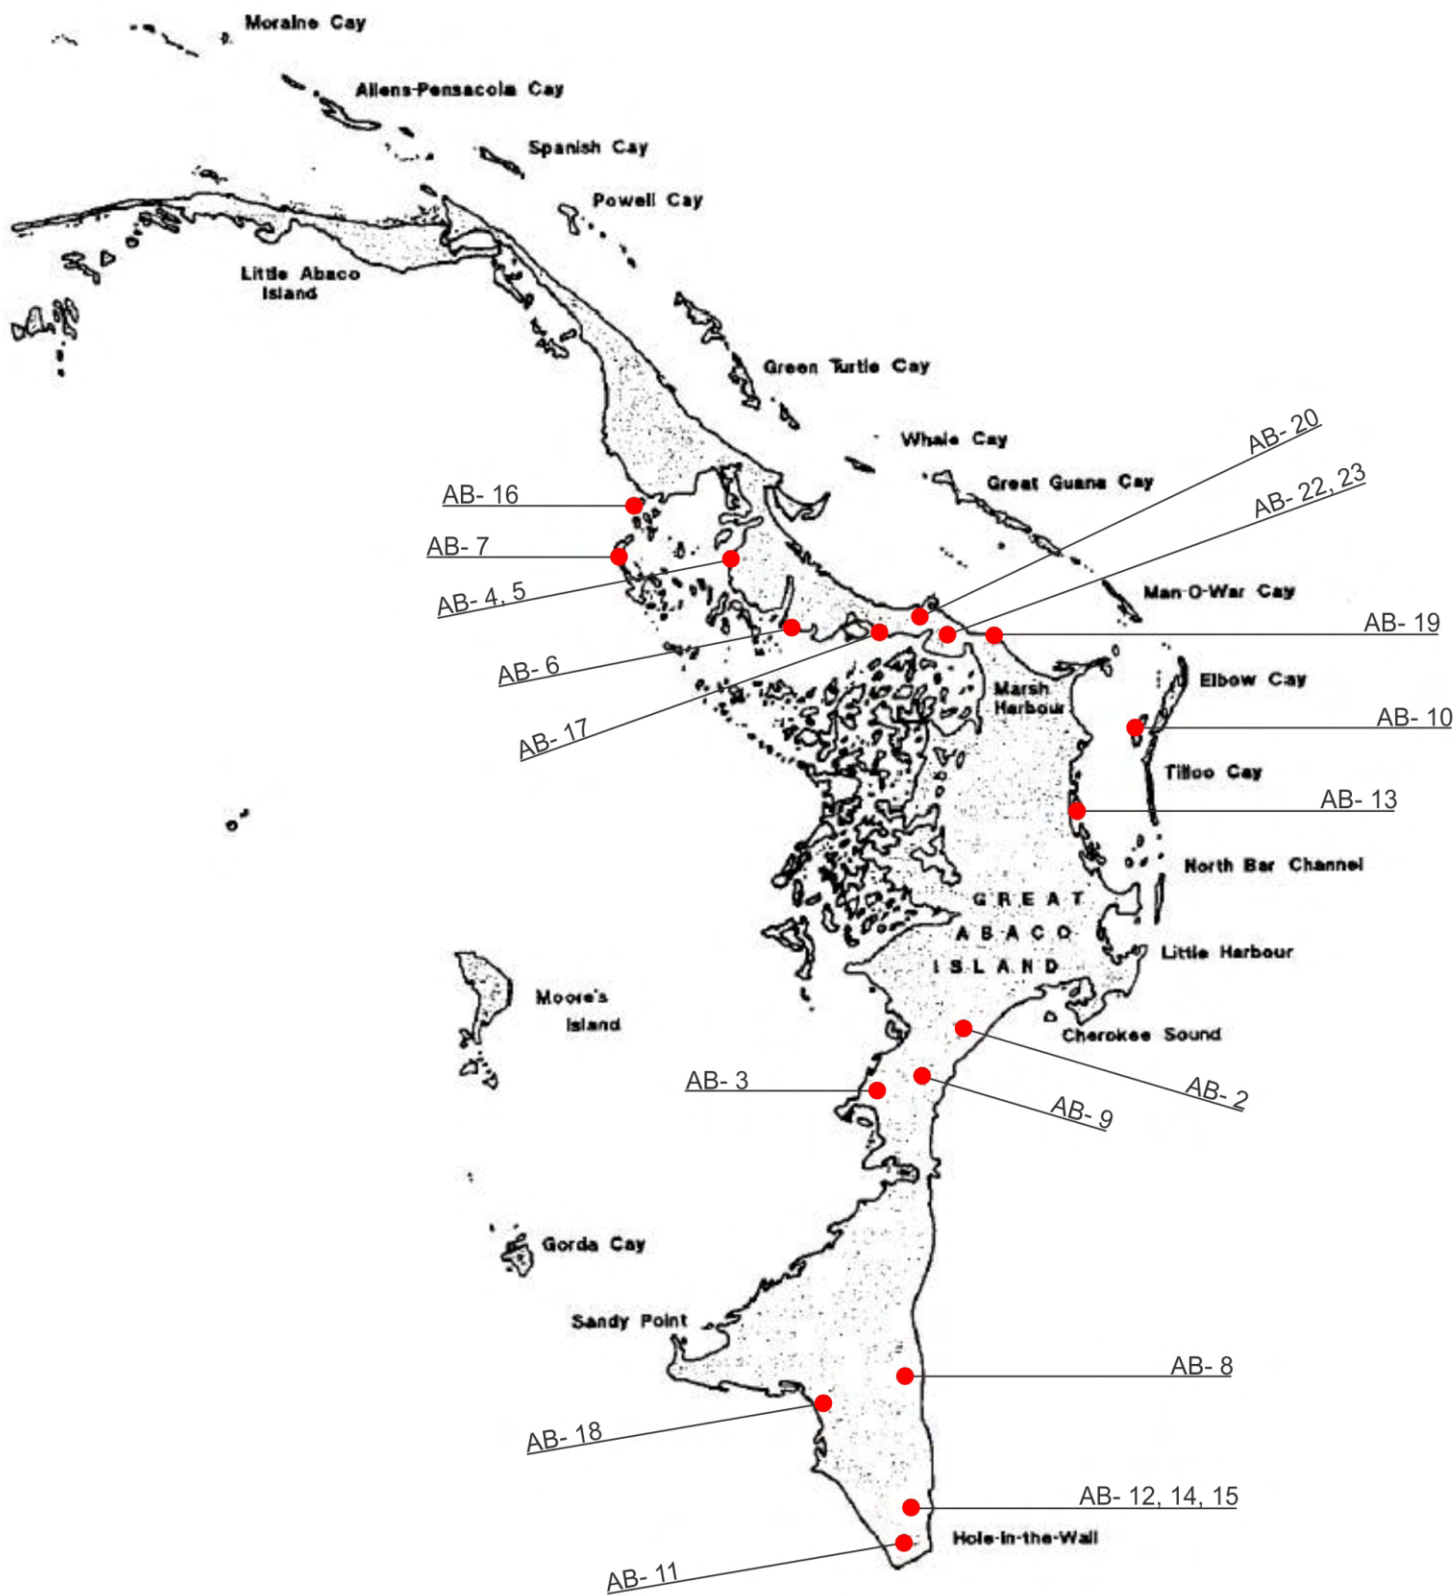 Moraine Cay
Allens-Pensacola Cay
Spanish Cay
Powell Cay
Little Abaco
Island
Green Turtle Cay
Whale Cay
AB- 20
Great Guana Cay
AB- 22, 23
AB- 16
AB- 7
AB- 4, 5
Man-O-War Cay
AB- 19
AB- 6
Marsh
Harbour
Elbow Cay
AB- 10
AB- 17
Tilloo Cay
AB- 13
North Bar Channel
GREAT
ABACO
ISLAND
Little Harbour
Moore's
Island
Cherokee Sound
AB- 3
AB- 2
AB- 9
Gorda Cay
Sandy Point
AB- 8
AB- 18
AB- 12, 14, 15
Hole-in-the-Wall
AB- 11